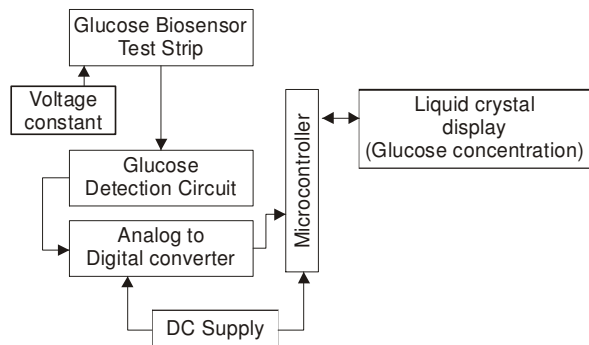 Glucose Biosensor
Test Strip
Voltage
constant
Glucose
Detection Circuit
Analog to
Digital converter
DC Supply
Microcontroller
Liquid crystal
display
(Glucose concentration)